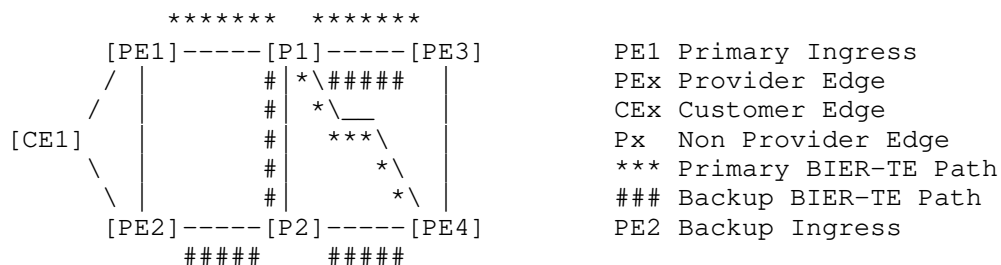 *******  *******
[PE1]-----[P1]-----[PE3]          PE1 Primary Ingress
/ |        #|*\#####  |           PEx Provider Edge
/  |        #| *\__    |           CEx Customer Edge
[CE1]    |        #|  ***\   |           Px  Non Provider Edge
\  |        #|     *\  |           *** Primary BIER-TE Path
\ |        #|      *\ |           ### Backup BIER-TE Path
[PE2]-----[P2]-----[PE4]          PE2 Backup Ingress
#####    #####